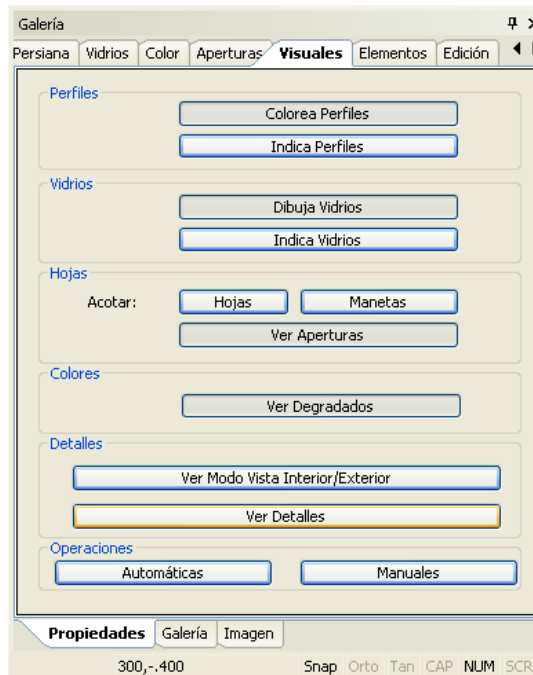 Galería
Persiana Vidrios Color Aperturas Visuales Elementos Edición
Perfiles
Colorea Perfiles
Indica Perfiles
Vidrios
Dibuja Vidrios
Indica Vidrios
Hojas
Acotar: Hojas Manetas
Ver Aperturas
Colores
Ver Degradados
Detalles
Ver Modo Vista Interior/Exterior
Ver Detalles
Operaciones
Automáticas Manuales
Propiedades Galería Imagen
300,-.400 Snap Orto Tan CAP NUM SCR